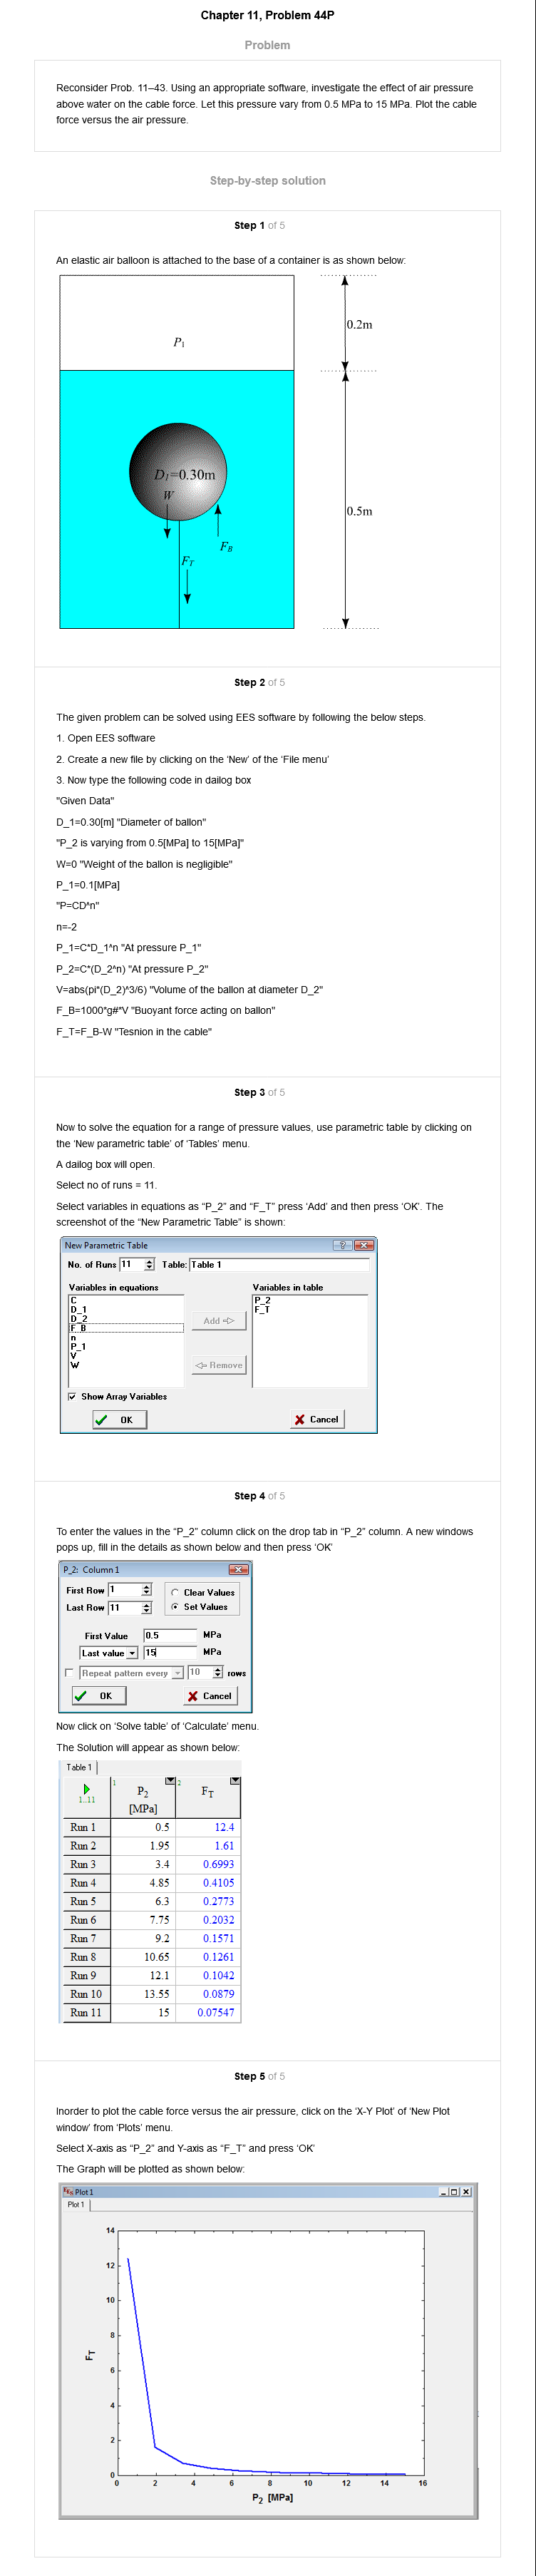 Chapter 11, Problem 44P
Problem
Reconsider Prob. 11–43. Using an appropriate software, investigate the effect of air pressure
above water on the cable force. Let this pressure vary from 0.5 MPa to 15 MPa. Plot the cable
force versus the air pressure.
Step-by-step solution
Step 1 of 5
An elastic air balloon is attached to the base of a container is as shown below:
0.2m
P1
D1=0.30m
W
0.5m
FB
FT
Step 2 of 5
The given problem can be solved using EES software by following the below steps.
1. Open EES software
2. Create a new file by clicking on the ‘New’ of the ‘File menu’
3. Now type the following code in dailog box
"Given Data"
D_1=0.30[m] "Diameter of ballon"
"P_2 is varying from 0.5[MPa] to 15[MPa]"
W=0 "Weight of the ballon is negligible"
P_1=0.1[MPa]
"P=CD^n"
n=-2
P_1=C*D_1^n "At pressure P_1"
P_2=C*(D_2^n) "At pressure P_2"
V=abs(pi*(D_2)^3/6) "Volume of the ballon at diameter D_2"
F_B=1000*g#*V "Buoyant force acting on ballon"
F_T=F_B-W "Tesnion in the cable"
Step 3 of 5
Now to solve the equation for a range of pressure values, use parametric table by clicking on
the ‘New parametric table’ of ‘Tables’ menu.
A dailog box will open.
Select no of runs = 11.
Select variables in equations as “P_2” and “F_T” press ‘Add’ and then press ‘OK’. The
screenshot of the “New Parametric Table” is shown:
New Parametric Table
No. of Runs 11 Table: Table 1
Variables in equations Variables in table
C P_2
D_1 F_T
D_2
F_B Add
n
P_1
V
W Remove
Show Array Variables
OK Cancel
Step 4 of 5
To enter the values in the “P_2” column click on the drop tab in “P_2” column. A new windows
pops up, fill in the details as shown below and then press ‘OK’
P_2: Column 1
First Row 1 Clear Values
Last Row 11 Set Values
First Value 0.5 MPa
Last value 15 MPa
Repeat pattern every 10 rows
OK Cancel
Now click on ‘Solve table’ of ‘Calculate’ menu.
The Solution will appear as shown below:
Table 1
1 2
1..11 P2 FT
[MPa]
Run 1 0.5 12.4
Run 2 1.95 1.61
Run 3 3.4 0.6993
Run 4 4.85 0.4105
Run 5 6.3 0.2773
Run 6 7.75 0.2032
Run 7 9.2 0.1571
Run 8 10.65 0.1261
Run 9 12.1 0.1042
Run 10 13.55 0.0879
Run 11 15 0.07547
Step 5 of 5
Inorder to plot the cable force versus the air pressure, click on the ‘X-Y Plot’ of ‘New Plot
window’ from ‘Plots’ menu.
Select X-axis as “P_2” and Y-axis as “F_T” and press ‘OK’
The Graph will be plotted as shown below:
Plot 1
Plot 1
14
12
10
8
FT
6
4
2
0
0 2 4 6 8 10 12 14 16
P2 [MPa]